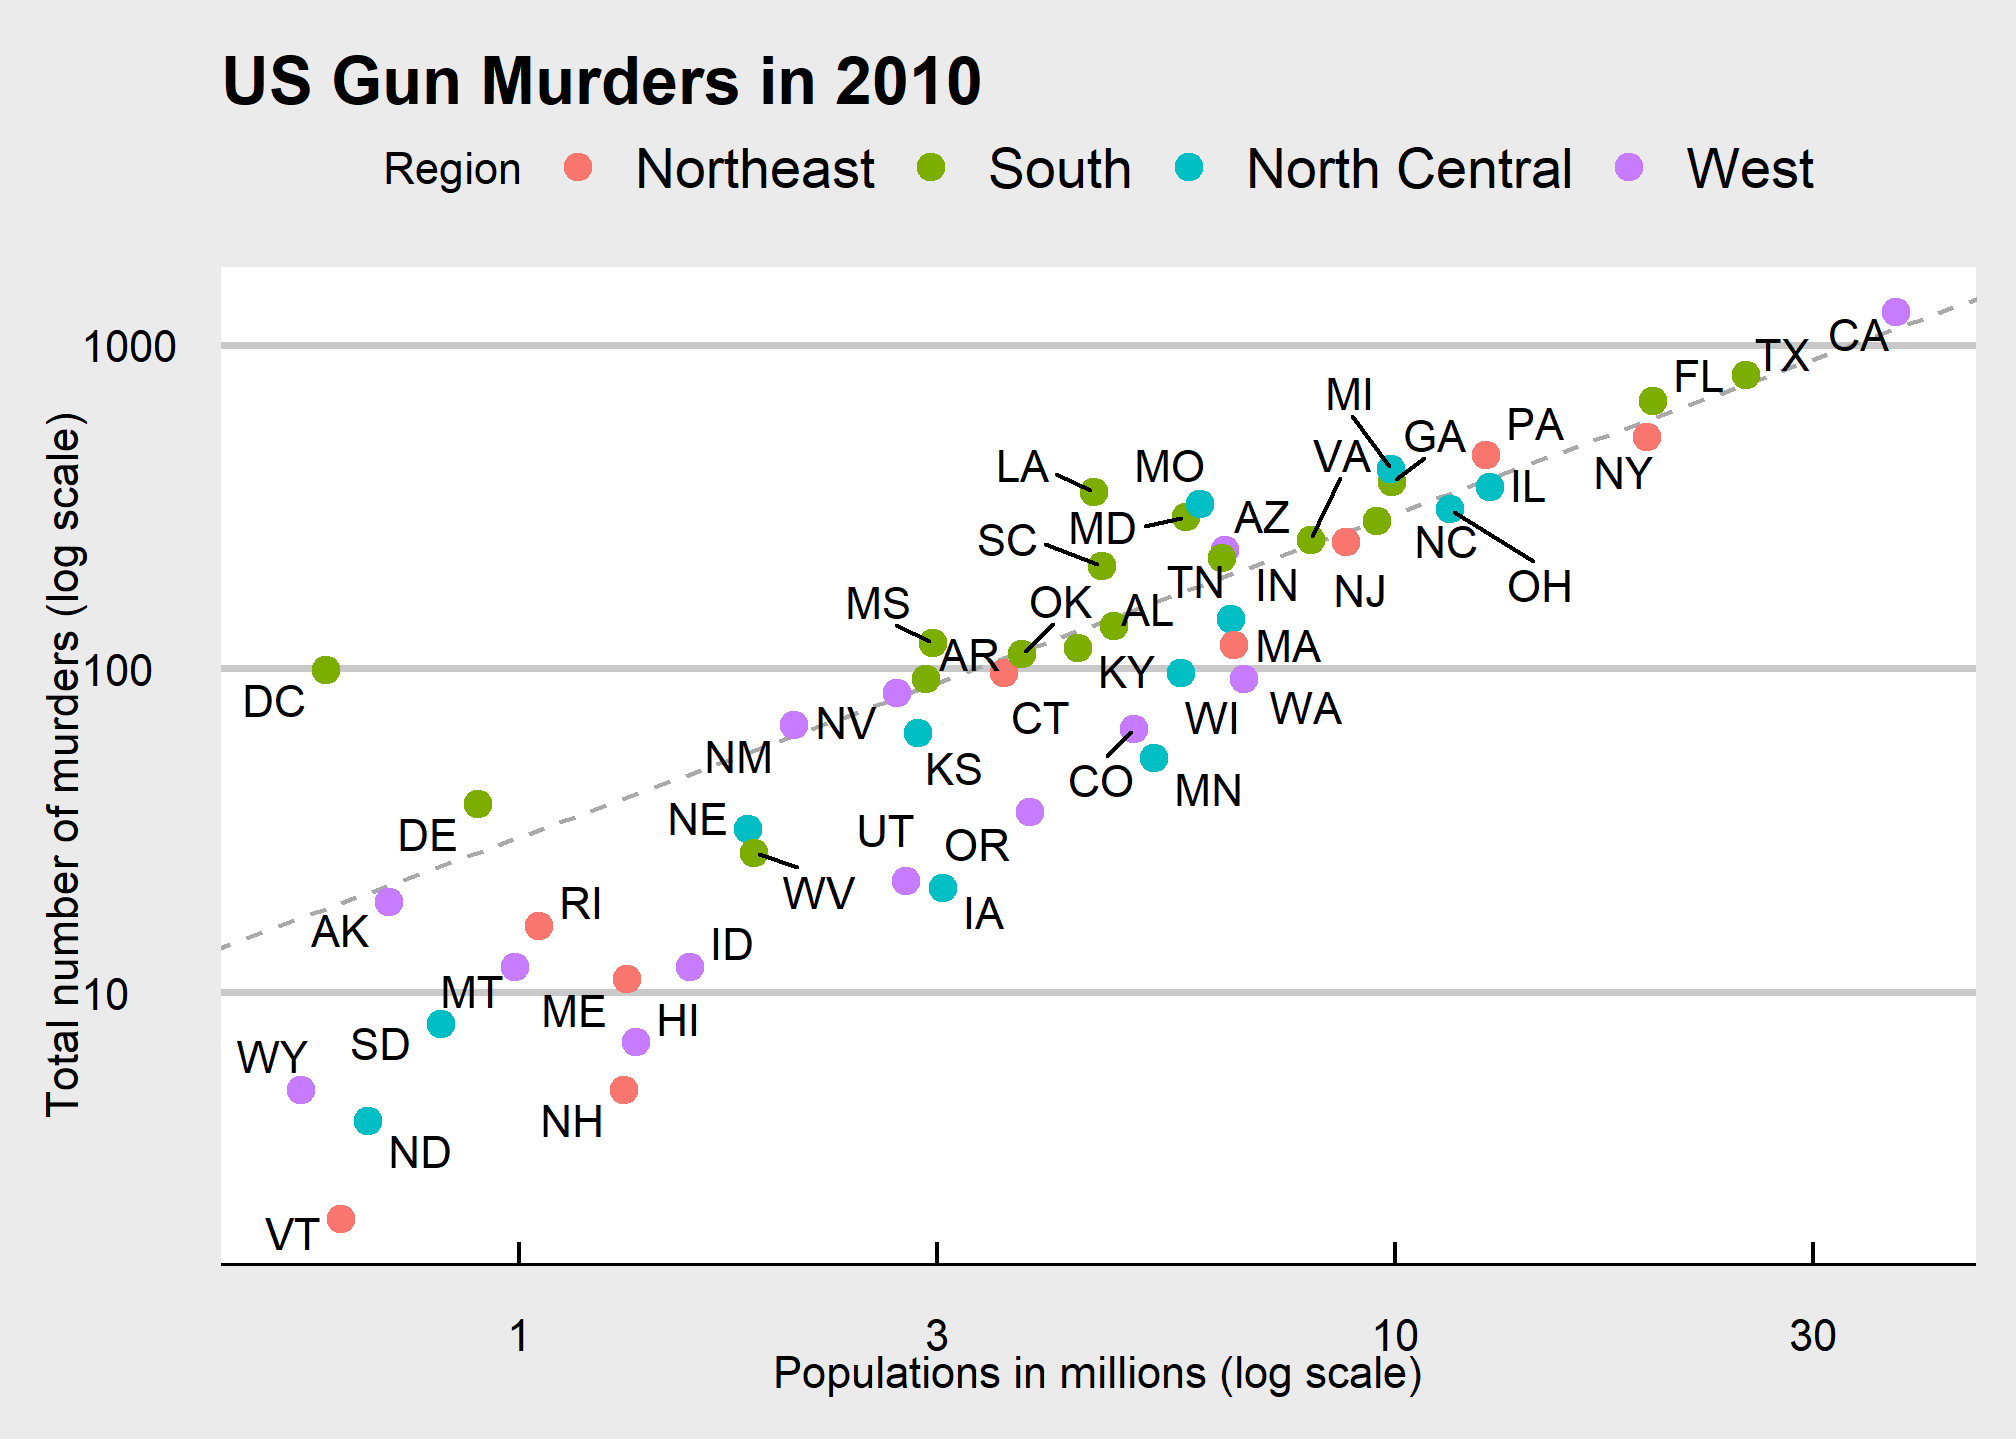 US Gun Murders in 2010
Region Northeast South North Central West
Total number of murders (log scale)
1000
100
10
CA
TX
FL
MI
PA
GA
VA
LA
MO
NY
IL
MD
AZ
SC
NC
TN
IN
OH
NJ
MS
OK
AL
AR
MA
KY
DC
WA
CT
WI
NV
NM
KS
CO
MN
NE
UT
DE
OR
WV
RI
IA
AK
ID
MT
ME
HI
SD
WY
NH
ND
VT
1 3 10 30
Populations in millions (log scale)